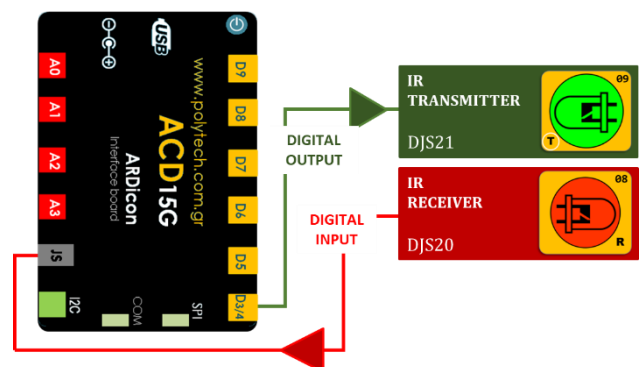 USB
A0
A1
A2
A3
JS
I2C
D9
D8
D7
D6
D5
D3/4
www.polytech.com.gr
ACD15G
ARDicon
Interface board
COM
SPI
DIGITAL
OUTPUT
DIGITAL
INPUT
IR
TRANSMITTER
DJS21
09
T
IR
RECEIVER
DJS20
08
R